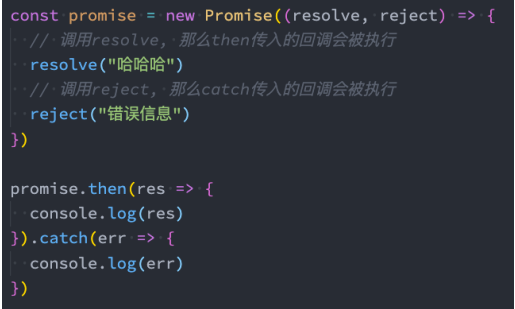 const promise = new Promise((resolve, reject) => {
  // 调用resolve, 那么then传入的回调会被执行
  resolve("哈哈哈")
  // 调用reject, 那么catch传入的回调会被执行
  reject("错误信息")
})

promise.then(res => {
  console.log(res)
}).catch(err => {
  console.log(err)
})